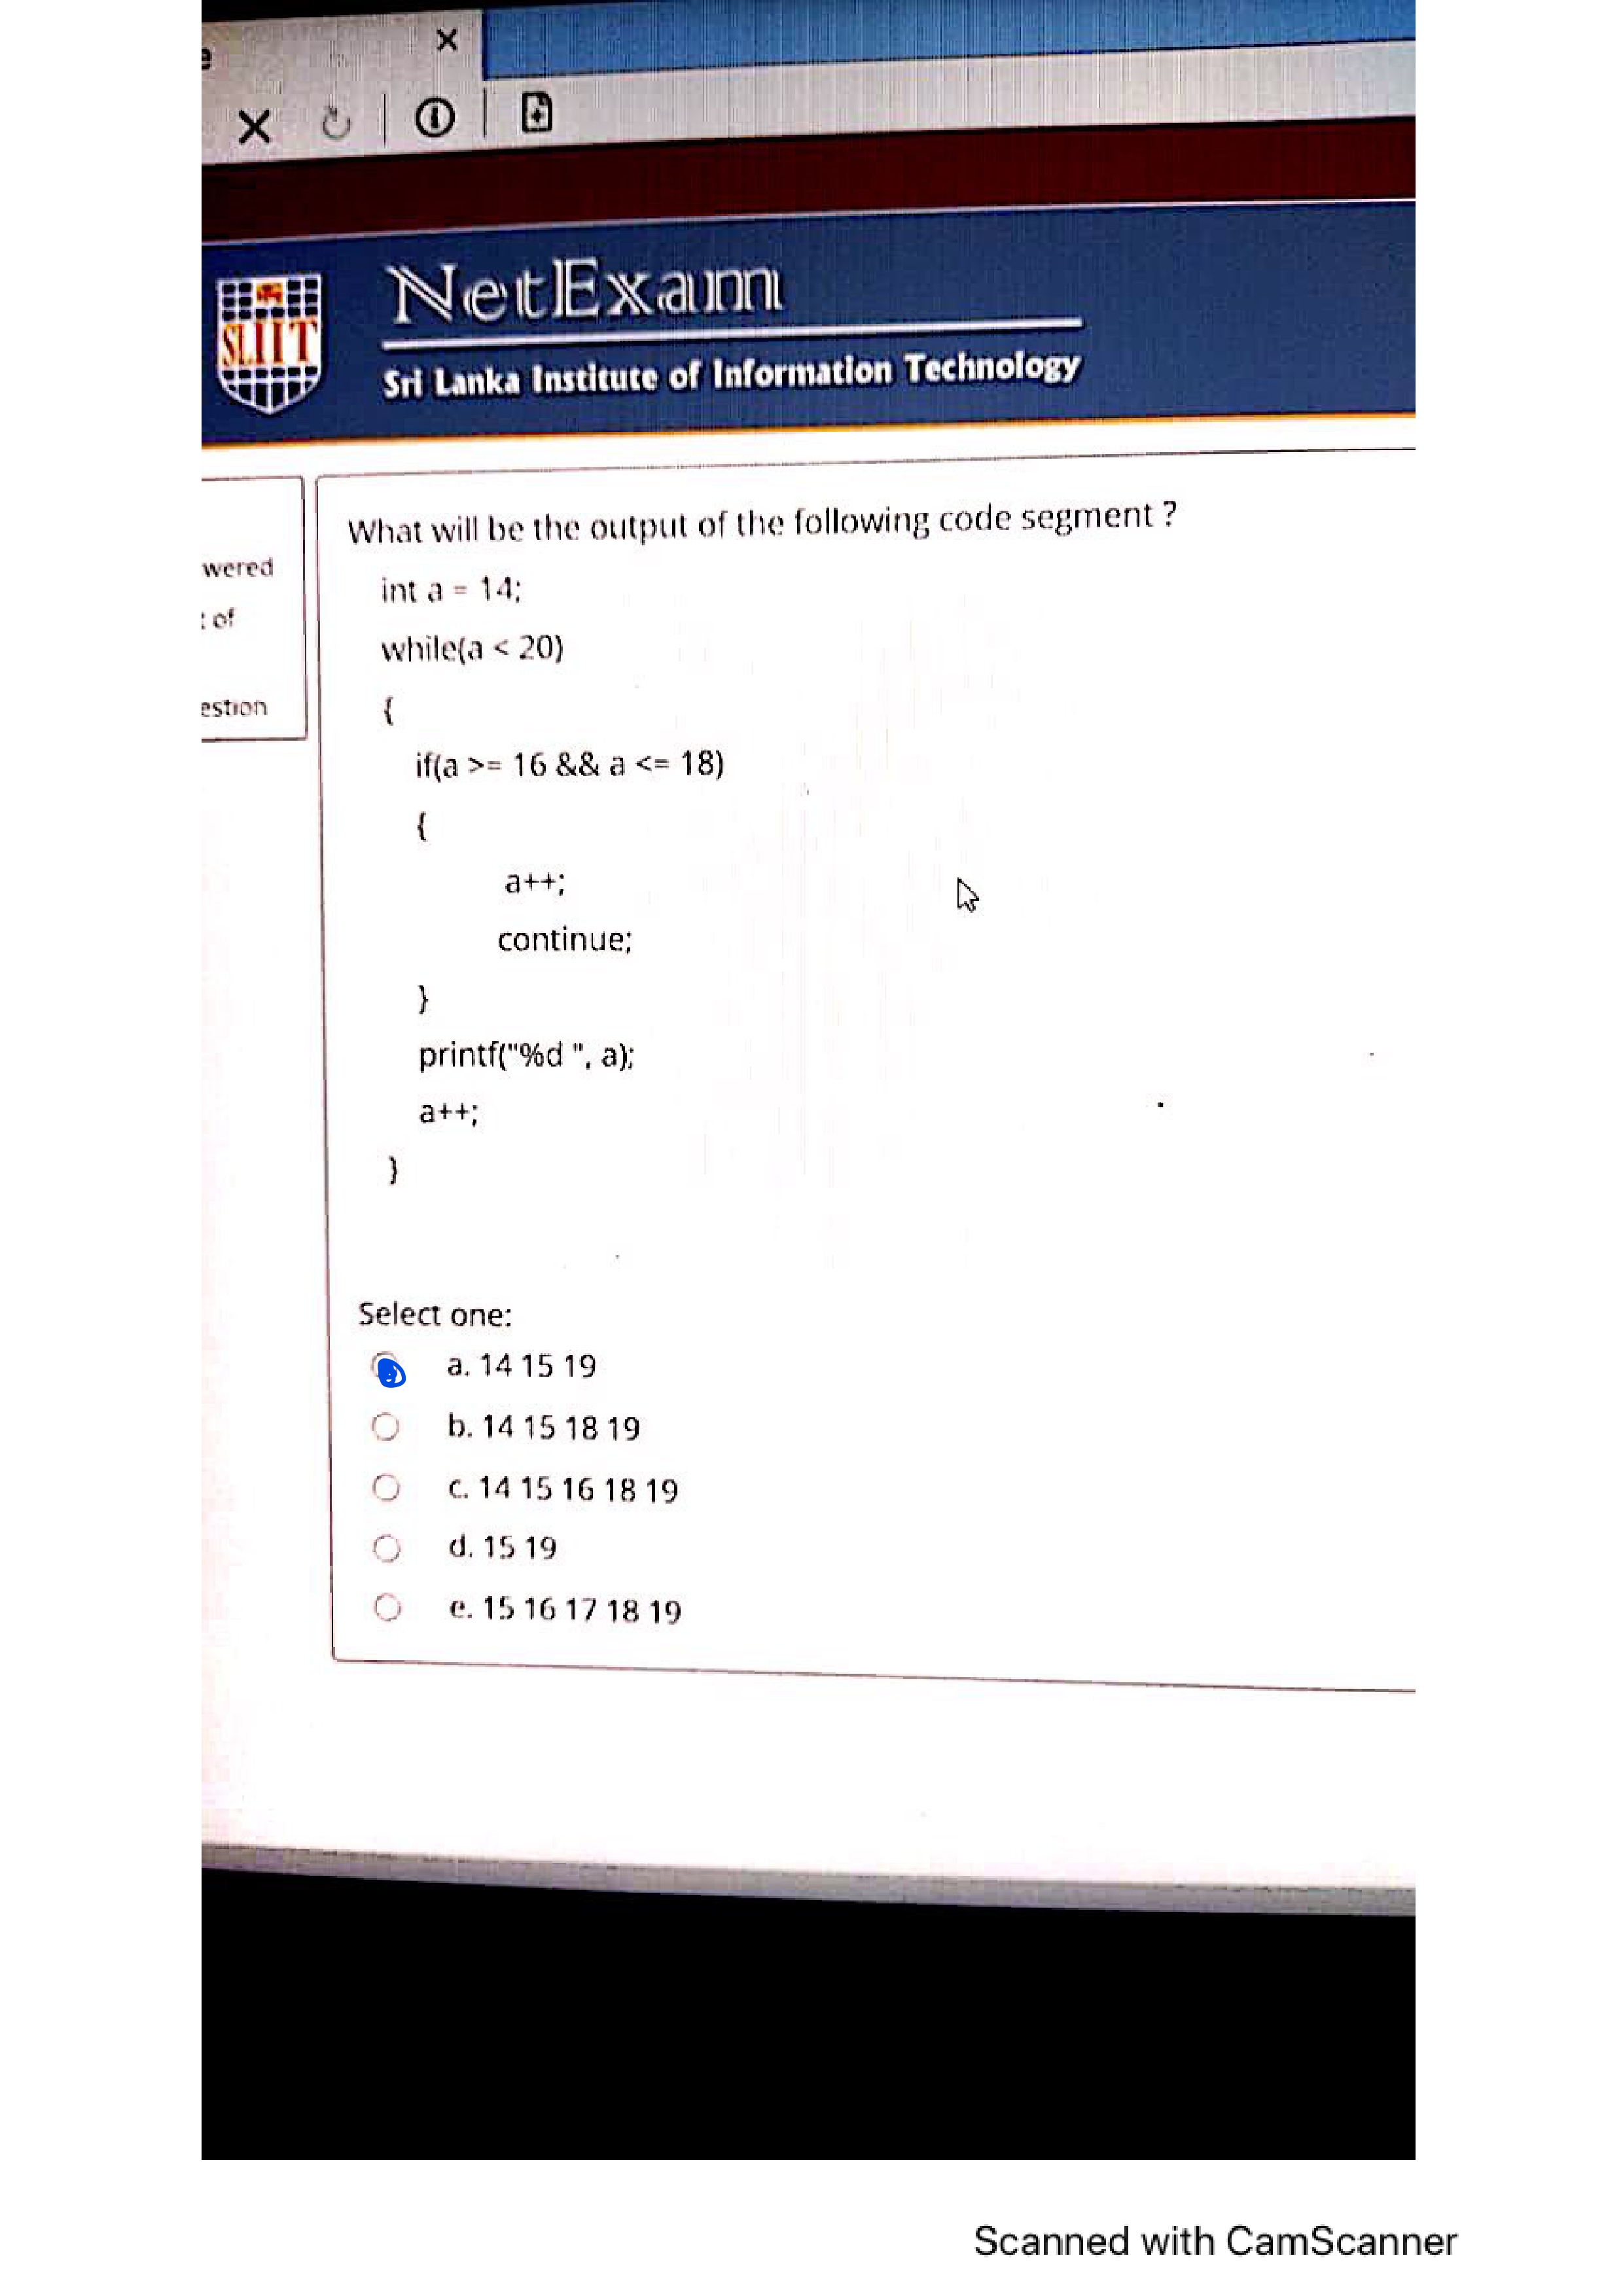 NetExam
SLIIT
Sri Lanka Institute of Information Technology
wered
: of
estion
What will be the output of the following code segment ?
int a = 14;
while(a < 20)
{
if(a >= 16 && a <= 18)
{
a++;
continue;
}
printf("%d ", a);
a++;
}
Select one:
a. 14 15 19
b. 14 15 18 19
c. 14 15 16 18 19
d. 15 19
e. 15 16 17 18 19
Scanned with CamScanner